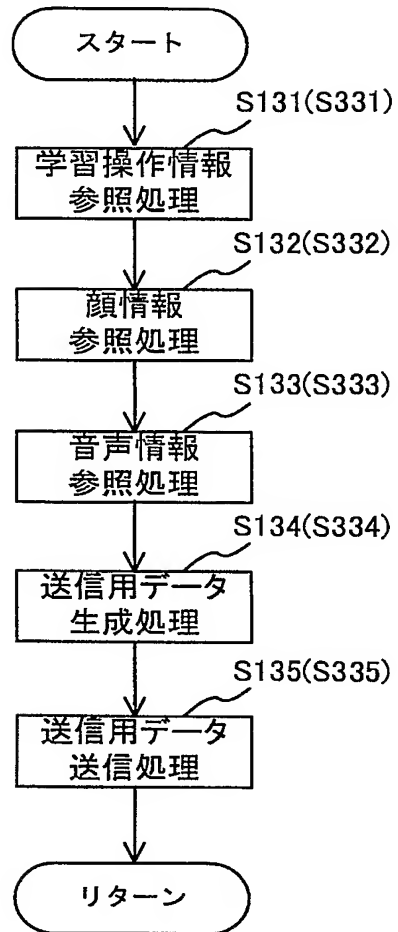 スタート
S131(S331)
学習操作情報
参照処理
S132(S332)
顔情報
参照処理
S133(S333)
音声情報
参照処理
S134(S334)
送信用データ
生成処理
S135(S335)
送信用データ
送信処理
リターン